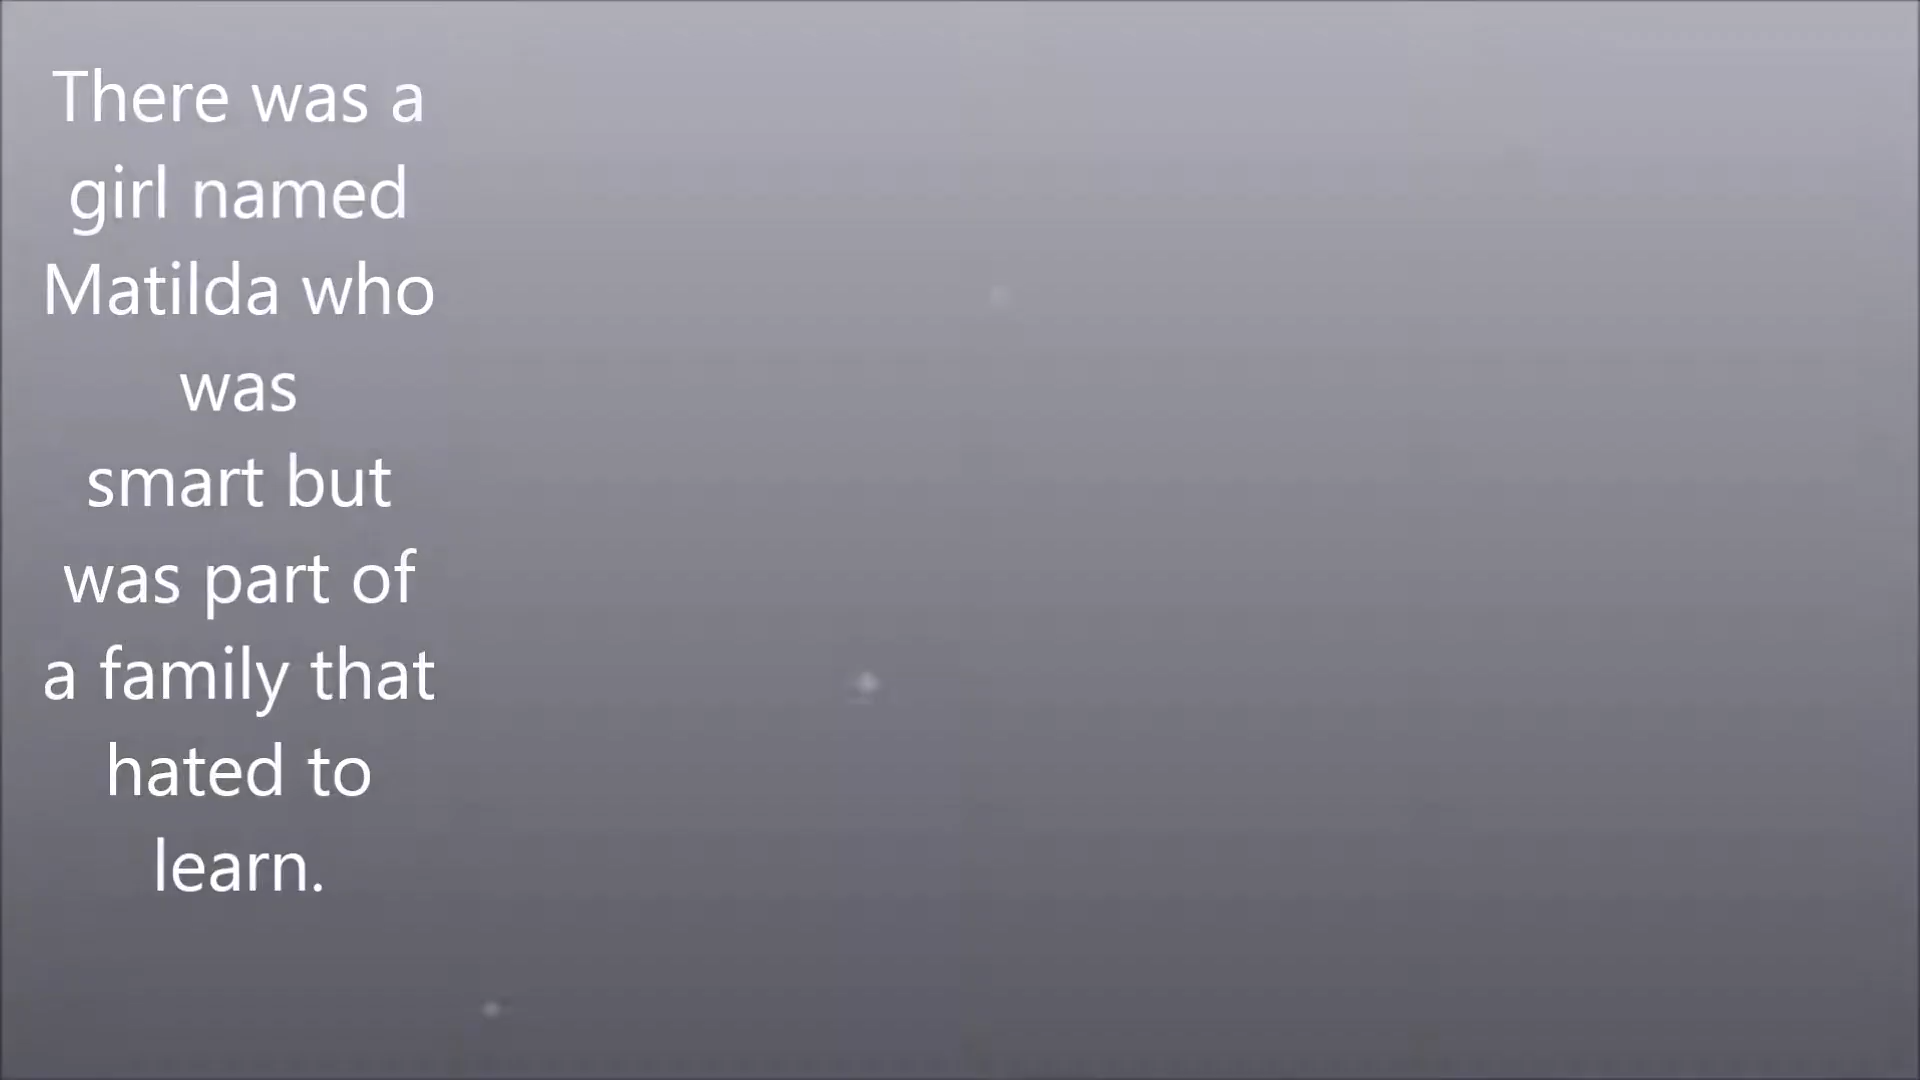 There was a
girl named
Matilda who
was
smart but
was part of
a family that
hated to
learn.